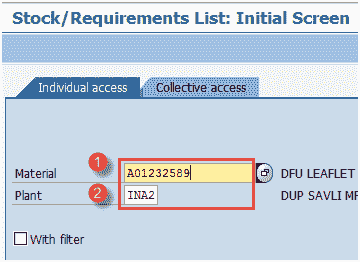 Stock/Requirements List: Initial Screen
Individual access Collective access
1
Material A01232589 DFU LEAFLET
2
Plant INA2 DUP SAVLI MF
With filter